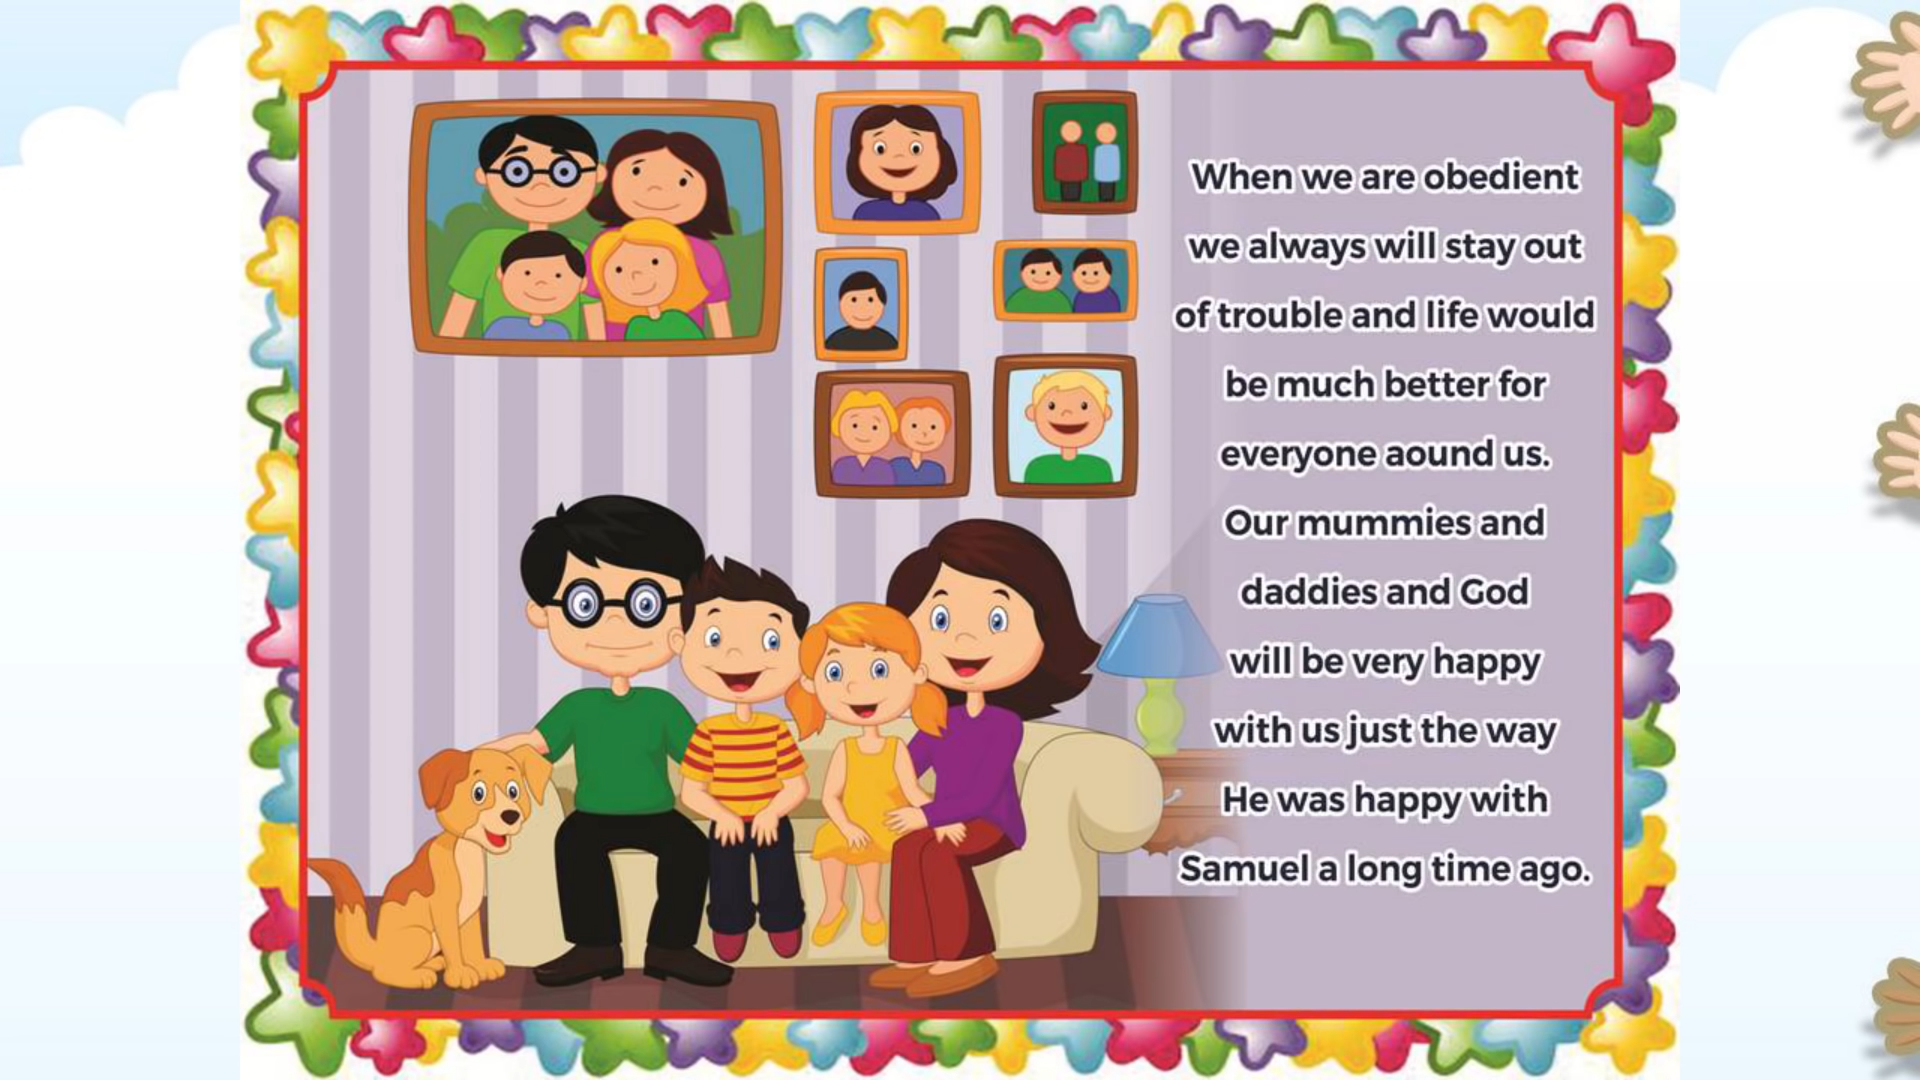 When we are obedient
we always will stay out
of trouble and life would
be much better for
everyone aound us.
Our mummies and
daddies and God
will be very happy
with us just the way
He was happy with
Samuel a long time ago.